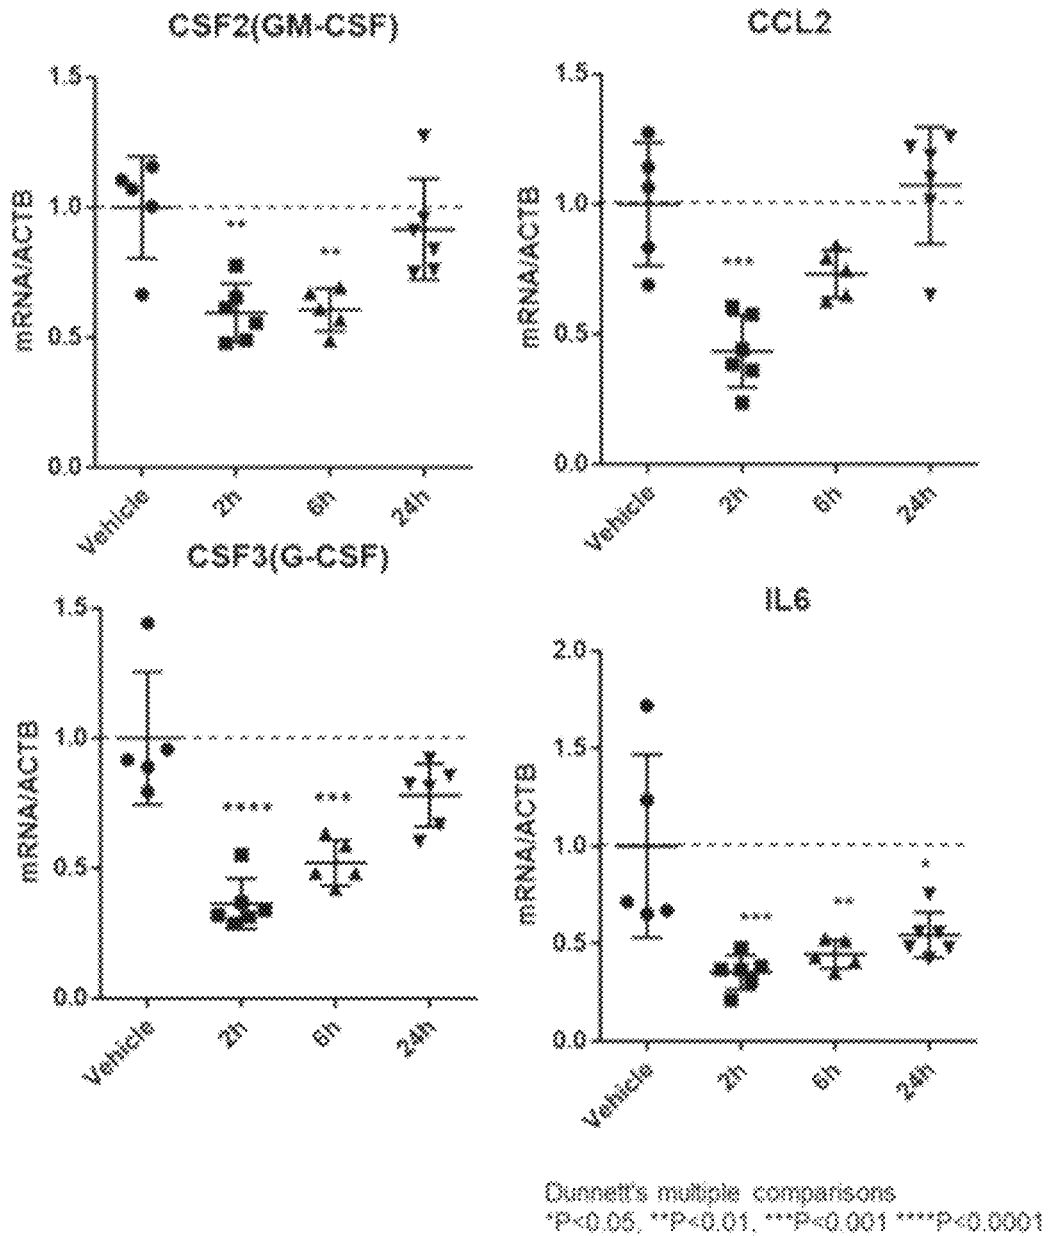 CSF2(GM-CSF)
mRNA/ACTB
1.5
1.0
0.5
0.0
**
**
Vehicle
2h
6h
24h
CCL2
mRNA/ACTB
1.5
1.0
0.5
0.0
***
Vehicle
2h
6h
24h
CSF3(G-CSF)
mRNA/ACTB
1.5
1.0
0.5
0.0
****
***
Vehicle
2h
6h
24h
IL6
mRNA/ACTB
2.0
1.5
1.0
0.5
0.0
***
**
*
Vehicle
2h
6h
24h
Dunnett's multiple comparisons
*P<0.05, **P<0.01, ***P<0.001 ****P<0.0001